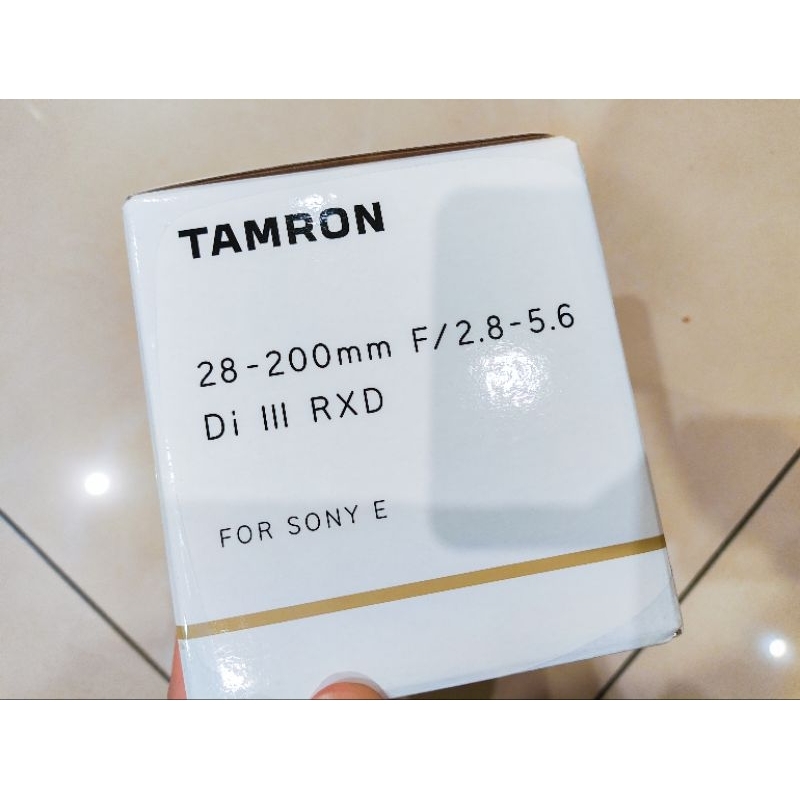 TAMRON
28-200mm F/2.8-5.6
Di III RXD
FOR SONY E